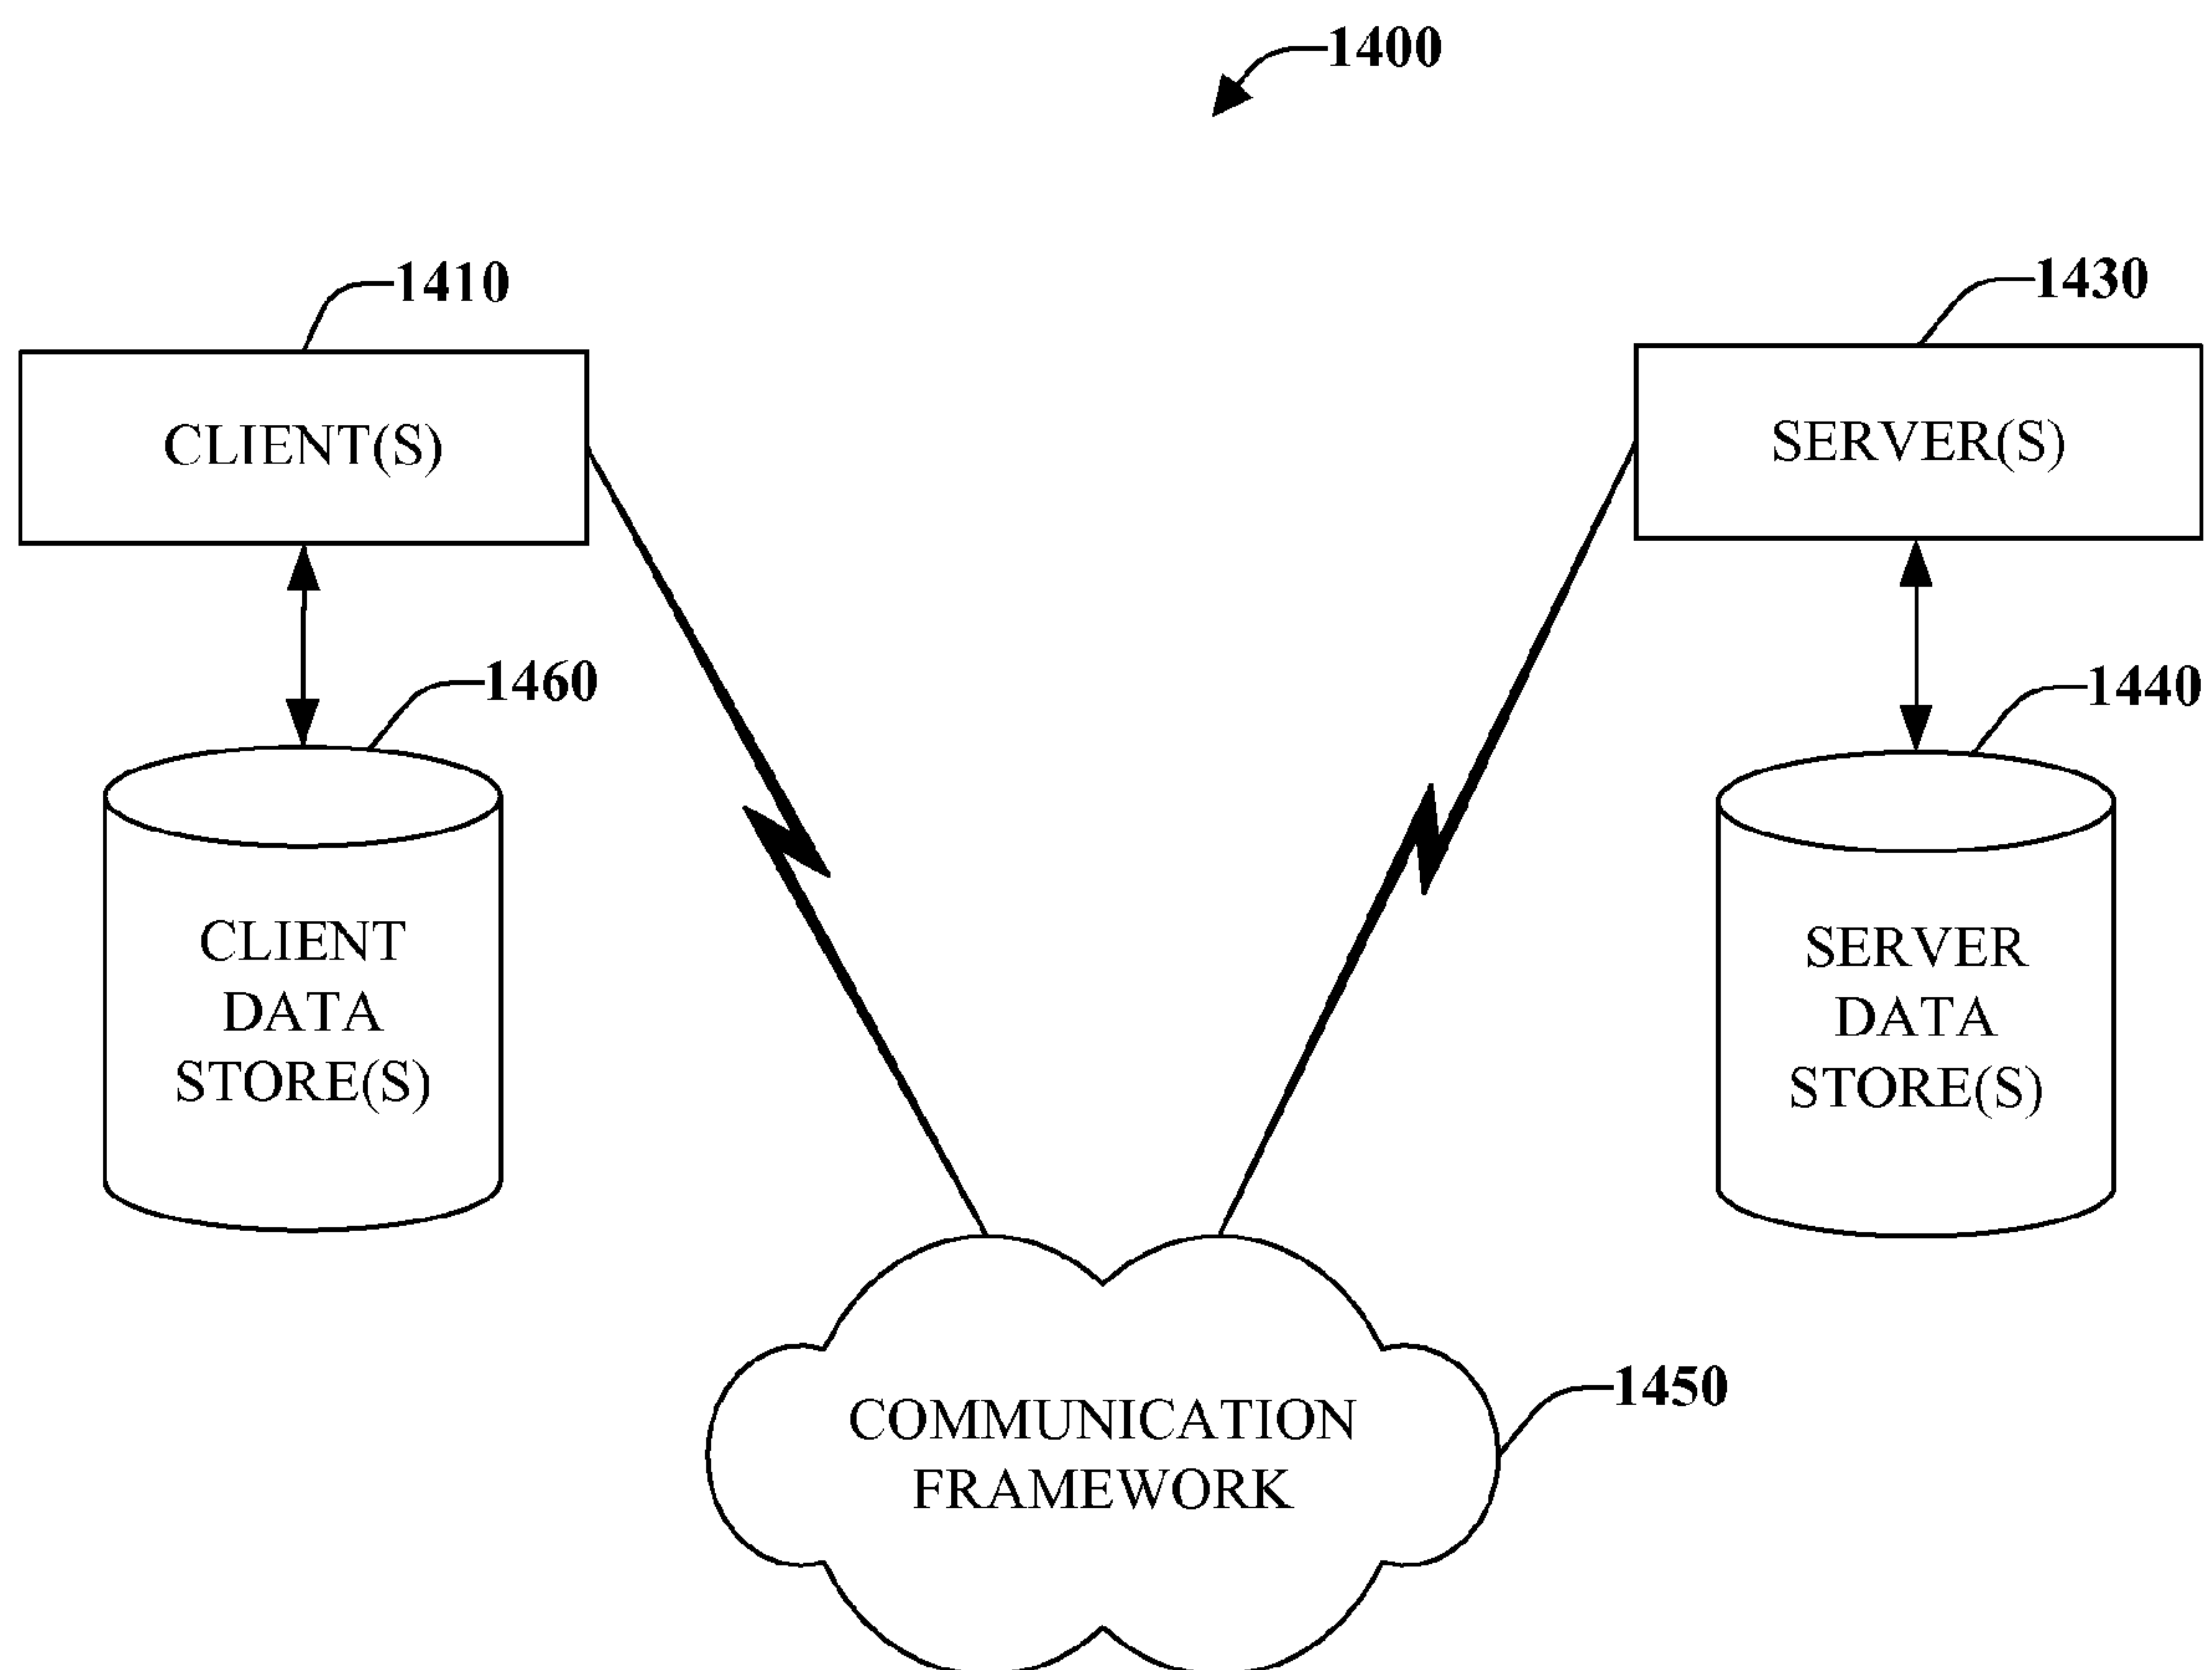 1400
1410
1430
CLIENT(S)
SERVER(S)
1460
1440
CLIENT
DATA
STORE(S)
SERVER
DATA
STORE(S)
1450
COMMUNICATION
FRAMEWORK